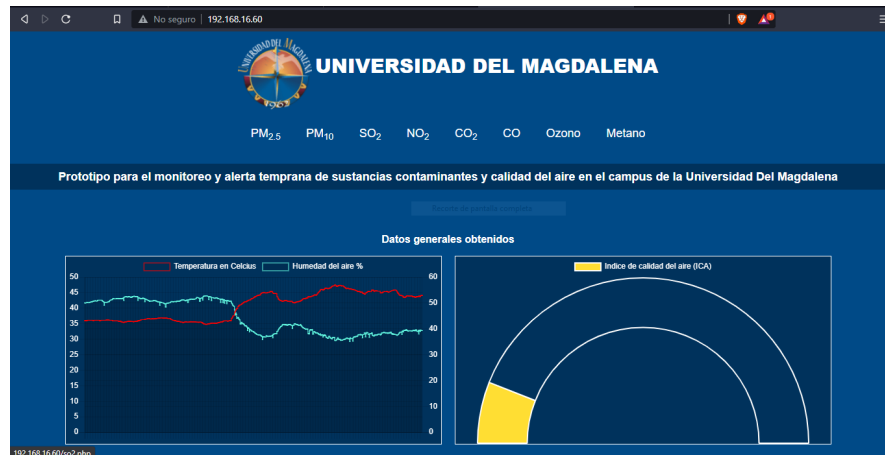 No seguro | 192.168.16.60
UNIVERSIDAD DEL MAGDALENA
PM2.5 PM10 SO2 NO2 CO2 CO Ozono Metano
Prototipo para el monitoreo y alerta temprana de sustancias contaminantes y calidad del aire en el campus de la Universidad Del Magdalena
Datos generales obtenidos
Temperatura en Celcius Humedad del aire %
50 60
45
40 50
35 40
30
25 30
20
15 20
10 10
5
0 0
Indice de calidad del aire (ICA)
192.168.16.60/so2.php